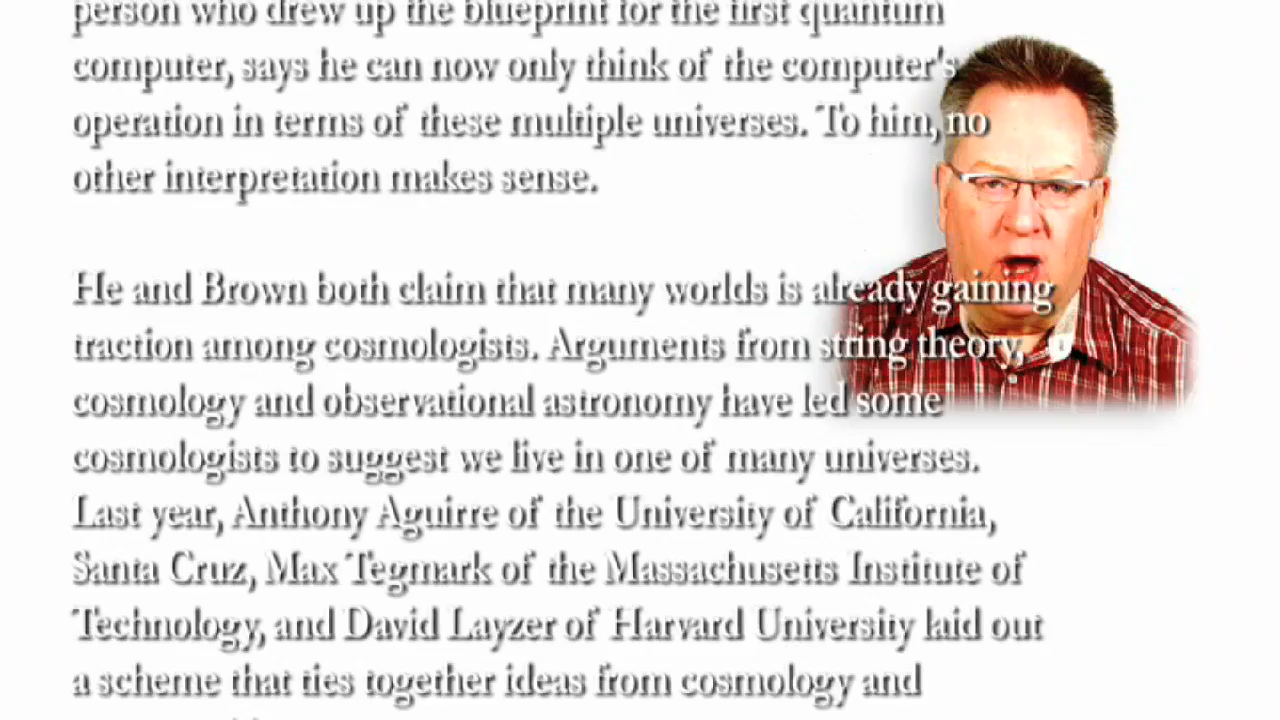 person who drew up the blueprint for the first quantum
computer, says he can now only think of the computer's
operation in terms of these multiple universes. To him, no
other interpretation makes sense.
He and Brown both claim that many worlds is already gaining
traction among cosmologists. Arguments from string theory,
cosmology and observational astronomy have led some
cosmologists to suggest we live in one of many universes.
Last year, Anthony Aguirre of the University of California,
Santa Cruz, Max Tegmark of the Massachusetts Institute of
Technology, and David Layzer of Harvard University laid out
a scheme that ties together ideas from cosmology and